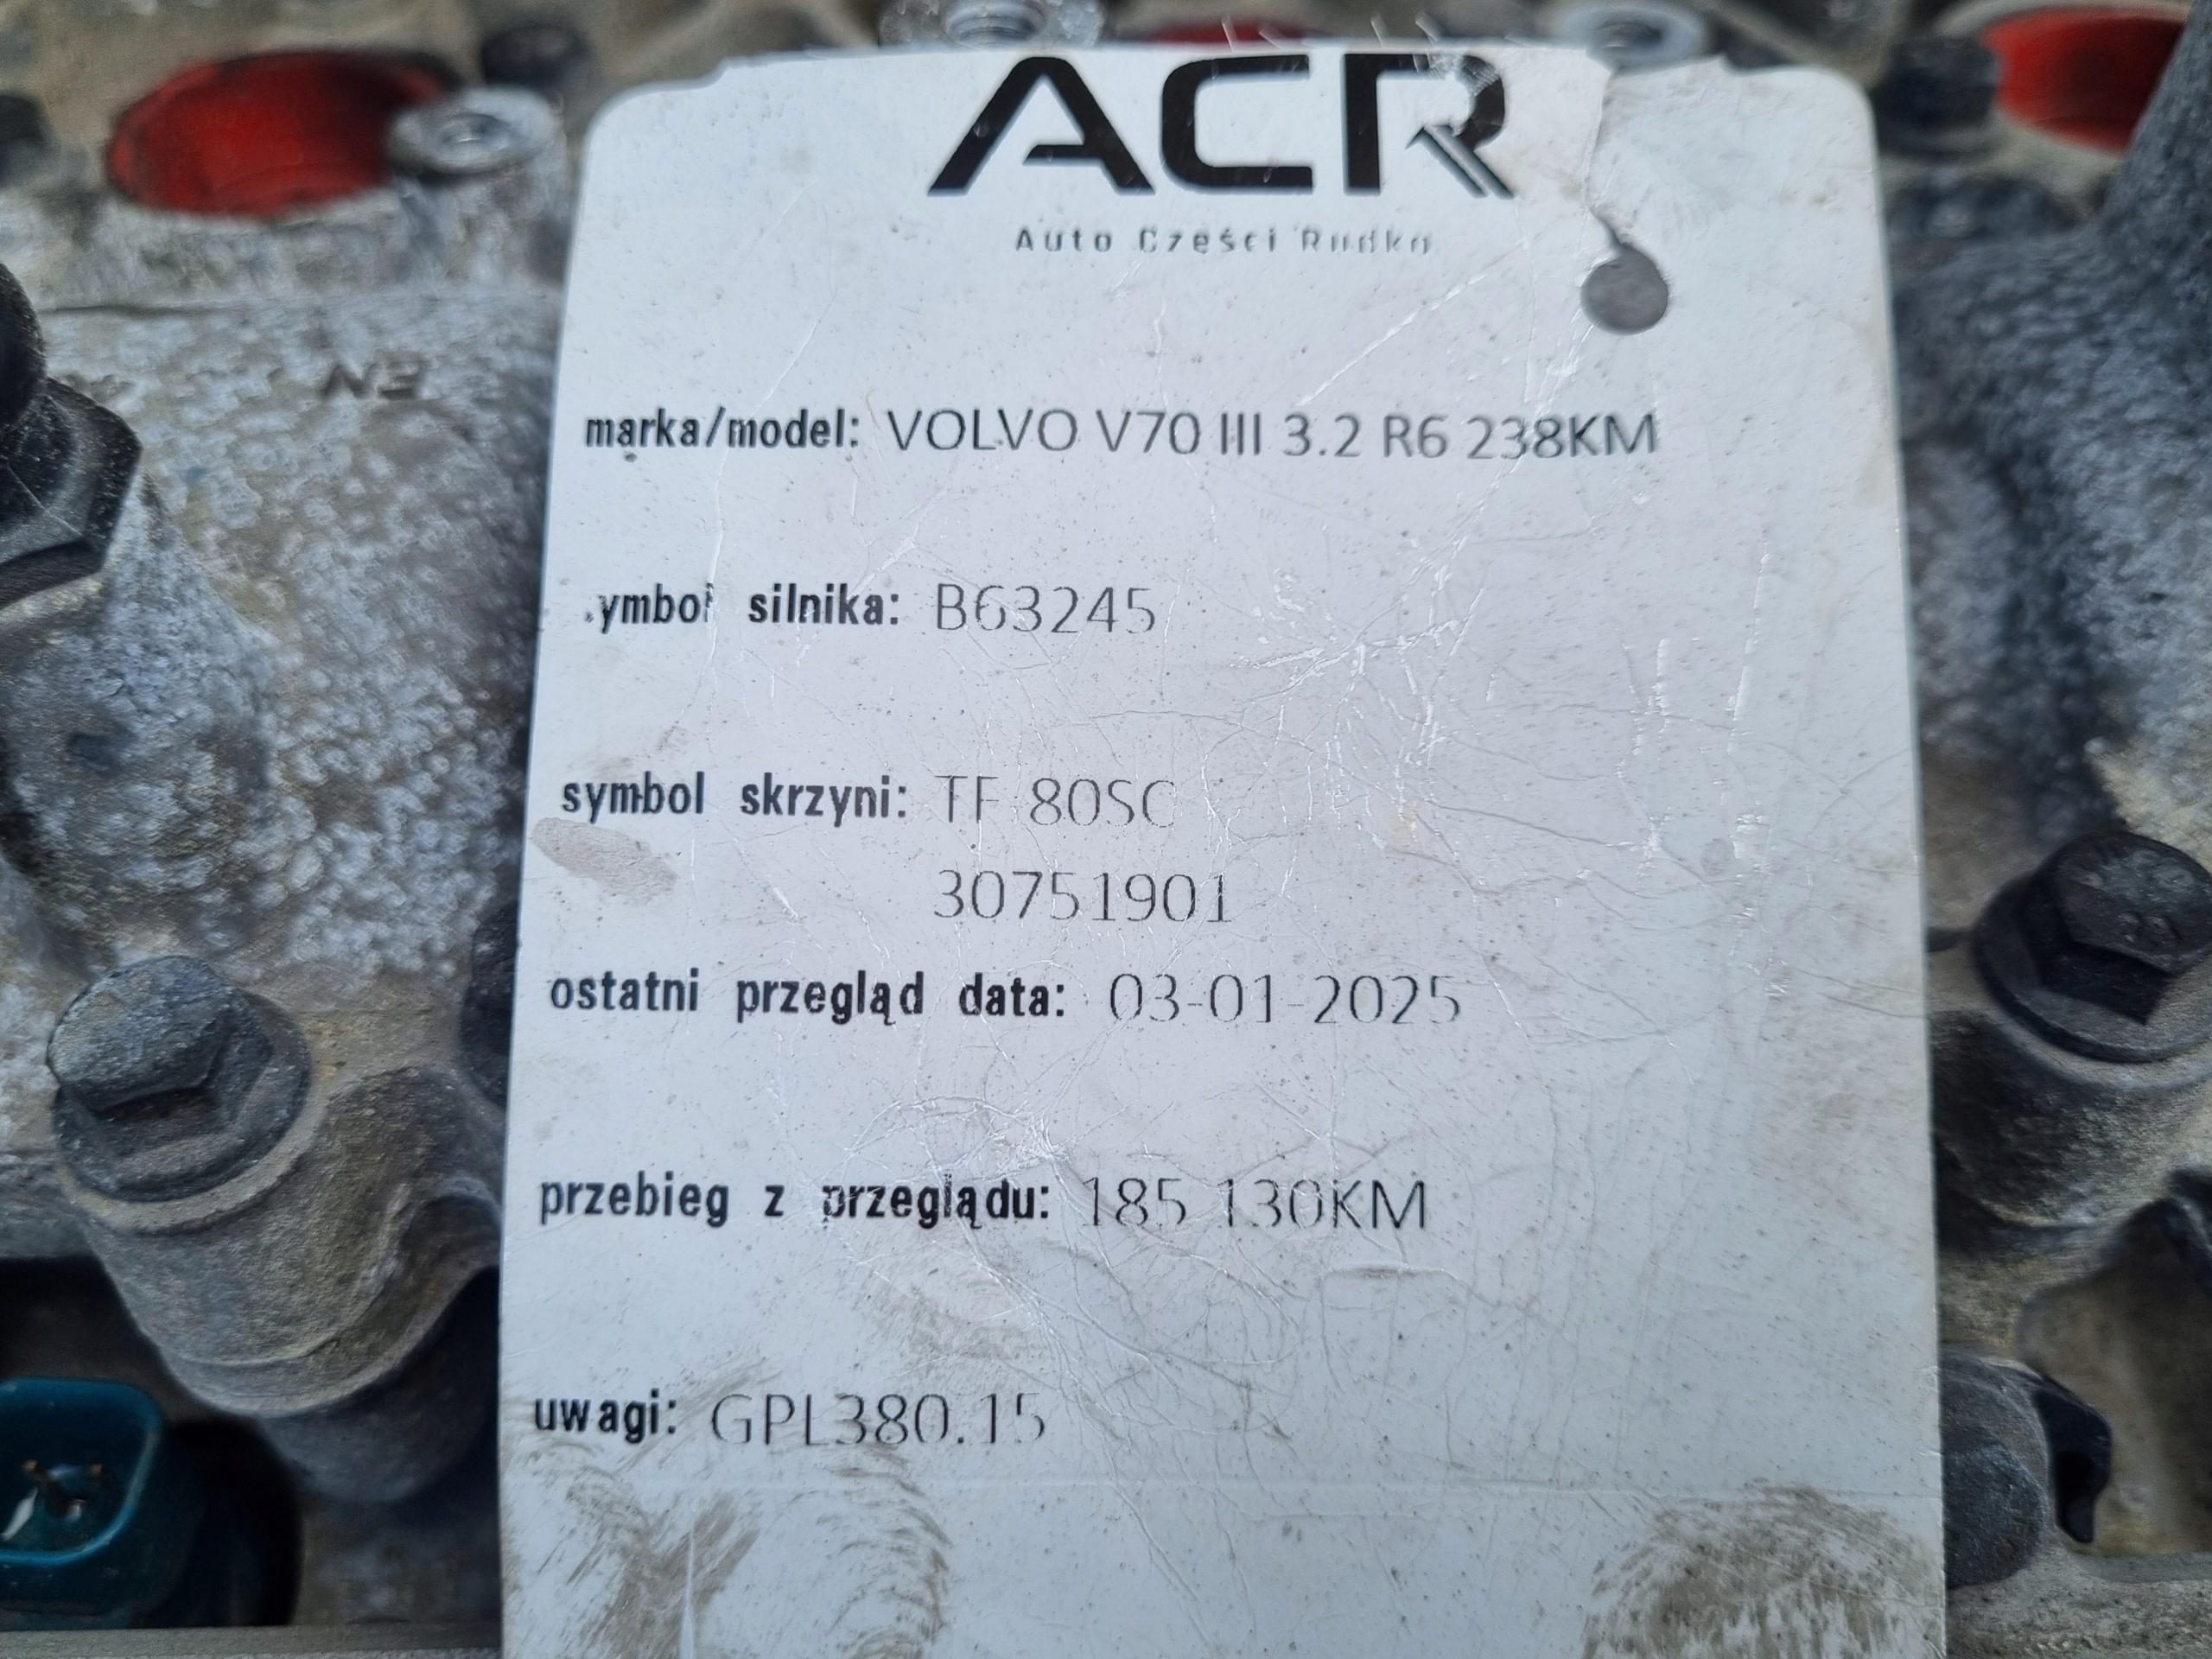 ACR
Auto Części Rudka
marka/model: VOLVO V70 III 3.2 R6 238KM
symbol silnika: B63245
symbol skrzyni: TF 80SC
30751901
ostatni przegląd data: 03-01-2025
przebieg z przeglądu: 185 130KM
uwagi: GPL380.15